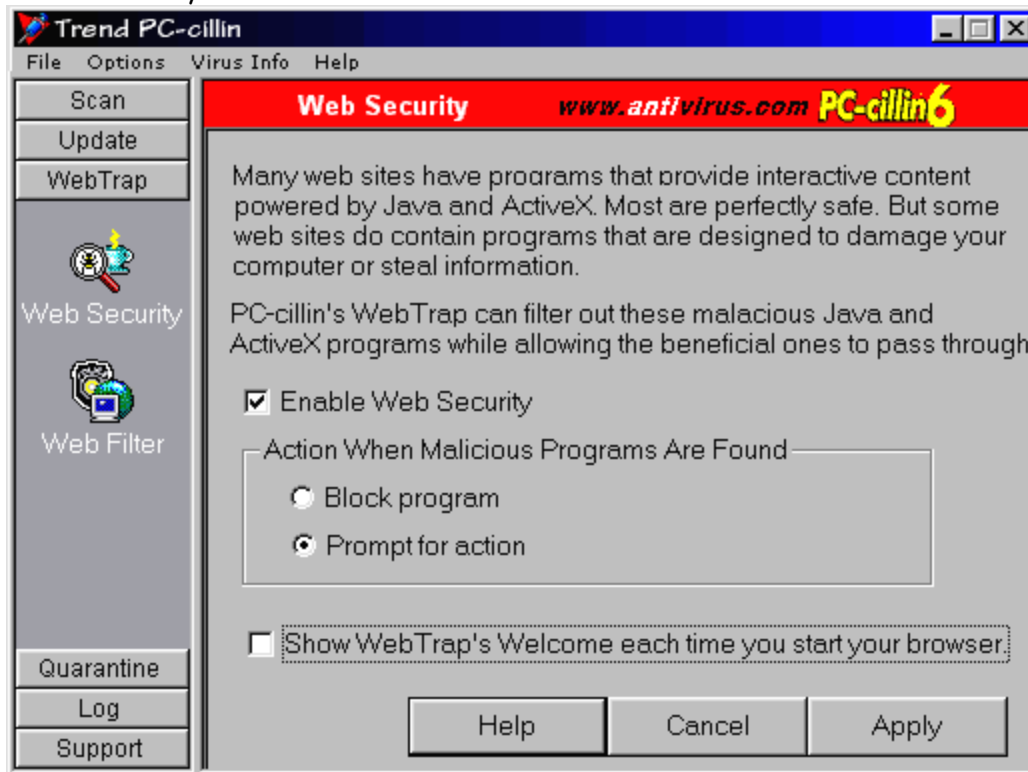 Trend PC-cillin
File Options Virus Info Help
Scan
Update
WebTrap
Web Security
Web Filter
Quarantine
Log
Support
Web Security www.antivirus.com PC-cillin6
Many web sites have programs that provide interactive content
powered by Java and ActiveX. Most are perfectly safe. But some
web sites do contain programs that are designed to damage your
computer or steal information.
PC-cillin's WebTrap can filter out these malacious Java and
ActiveX programs while allowing the beneficial ones to pass through
Enable Web Security
Action When Malicious Programs Are Found
Block program
Prompt for action
Show WebTrap's Welcome each time you start your browser.
Help Cancel Apply